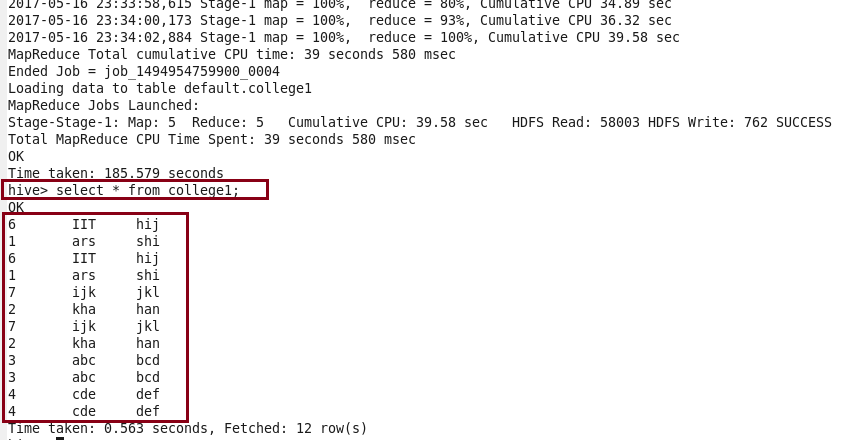 2017-05-16 23:33:58,615 Stage-1 map = 100%,  reduce = 80%, Cumulative CPU 34.89 sec
2017-05-16 23:34:00,173 Stage-1 map = 100%,  reduce = 93%, Cumulative CPU 36.32 sec
2017-05-16 23:34:02,884 Stage-1 map = 100%,  reduce = 100%, Cumulative CPU 39.58 sec
MapReduce Total cumulative CPU time: 39 seconds 580 msec
Ended Job = job_1494954759900_0004
Loading data to table default.college1
MapReduce Jobs Launched:
Stage-Stage-1: Map: 5  Reduce: 5   Cumulative CPU: 39.58 sec   HDFS Read: 58003 HDFS Write: 762 SUCCESS
Total MapReduce CPU Time Spent: 39 seconds 580 msec
OK
Time taken: 185.579 seconds
hive> select * from college1;
OK
6       IIT     hij
1       ars     shi
6       IIT     hij
1       ars     shi
7       ijk     jkl
2       kha     han
7       ijk     jkl
2       kha     han
3       abc     bcd
3       abc     bcd
4       cde     def
4       cde     def
Time taken: 0.563 seconds, Fetched: 12 row(s)